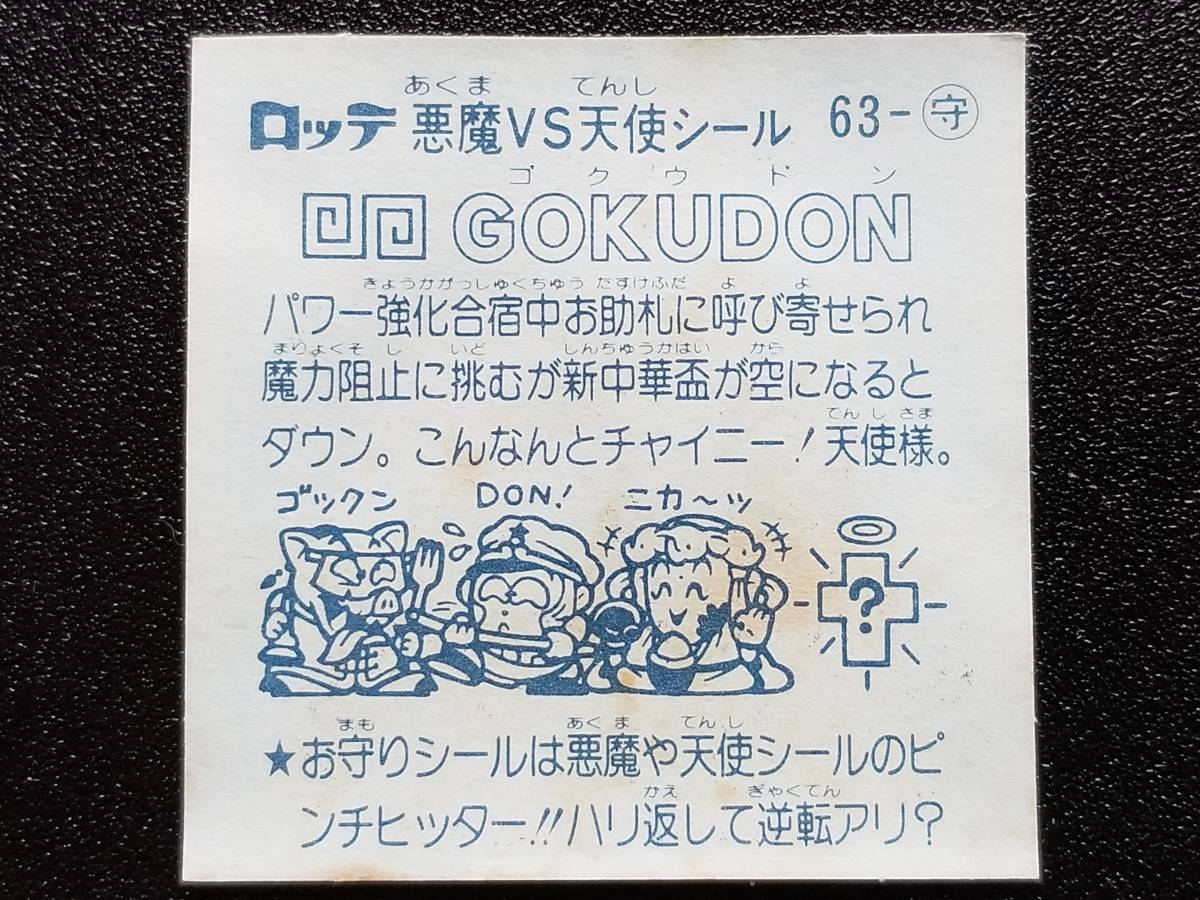 あくま てんし
ロッテ 悪魔VS天使シール 63-守
ゴクウドン
GOKUDON
きょうかがっしゅくちゅう たすけふだ よ よ
パワー強化合宿中お助札に呼び寄せられ
まりょくそし いど しんちゅうかはい から
魔力阻止に挑むが新中華盃が空になると
てんしさま
ダウン。こんなんとチャイニー!天使様。
ゴックン DON! ニカ〜ッ
?
まも あくま てんし
★お守りシールは悪魔や天使シールのピ
かえ ぎゃくてん
ンチヒッター!!ハリ返して逆転アリ?